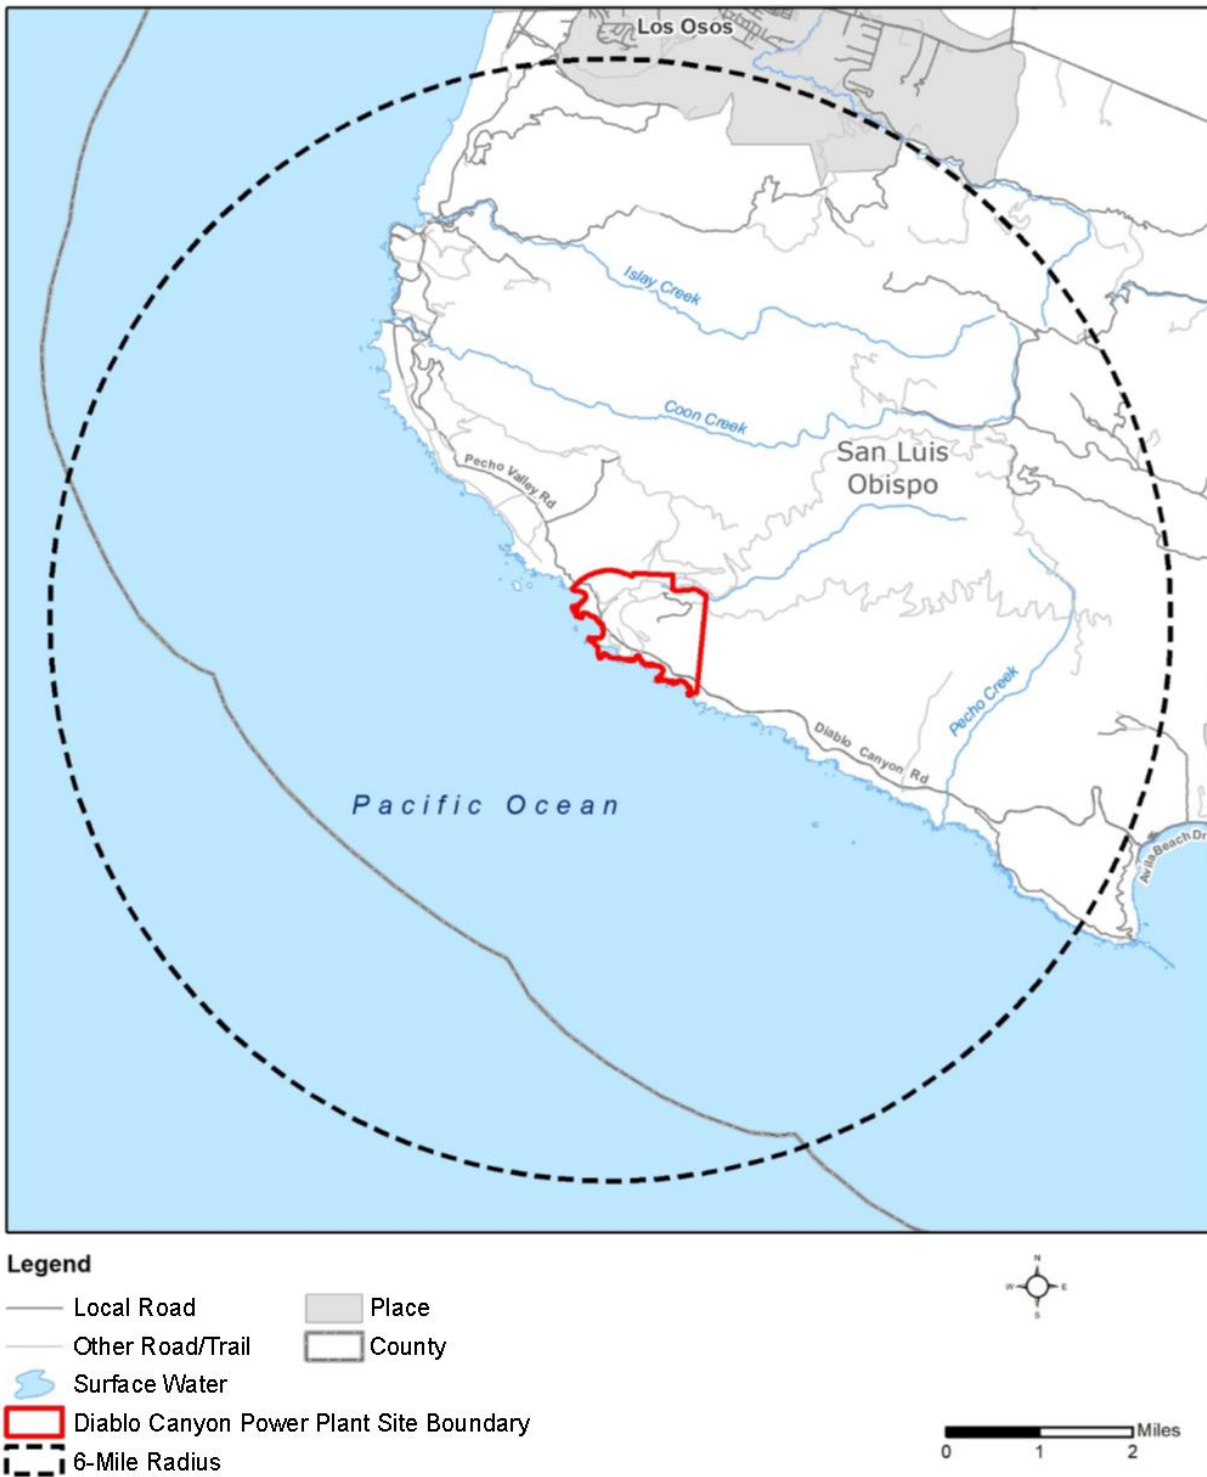 Los Osos
Islay Creek
Coon Creek
San Luis
Obispo
Pecho Valley Rd
Pecho Creek
Diablo Canyon Rd
Pacific Ocean
Avila Beach Dr
Legend
Local Road
Place
Other Road/Trail
County
Surface Water
Diablo Canyon Power Plant Site Boundary
6-Mile Radius
N
W
E
S
Miles
0 1 2